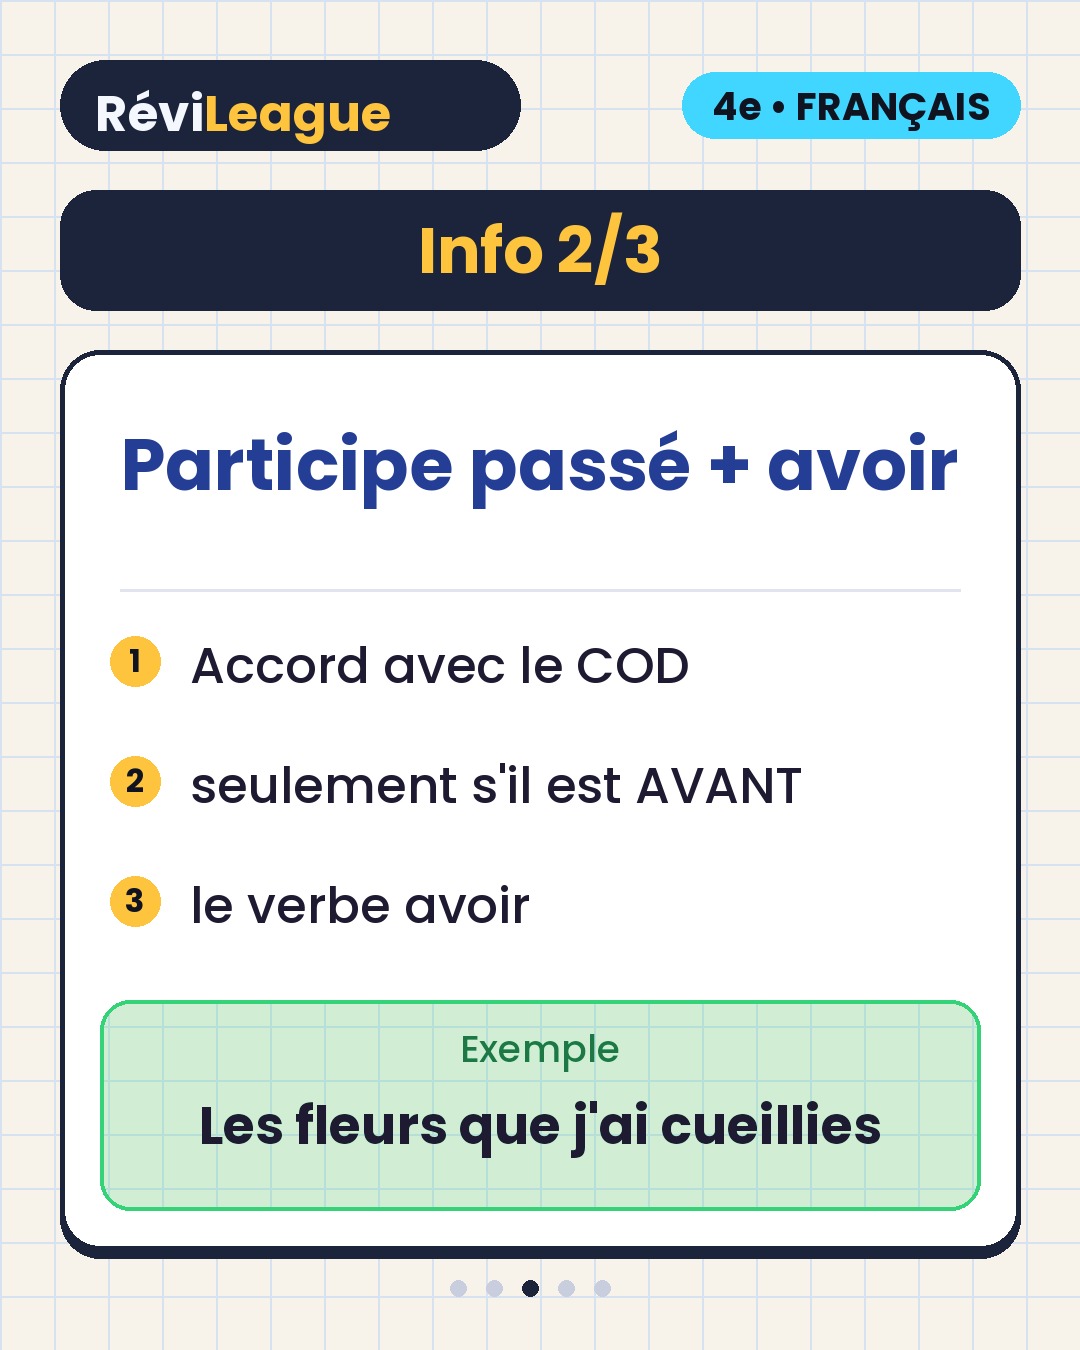 RéviLeague
4e • FRANÇAIS
Info 2/3
Participe passé + avoir
1 Accord avec le COD
2 seulement s'il est AVANT
3 le verbe avoir
Exemple
Les fleurs que j'ai cueillies